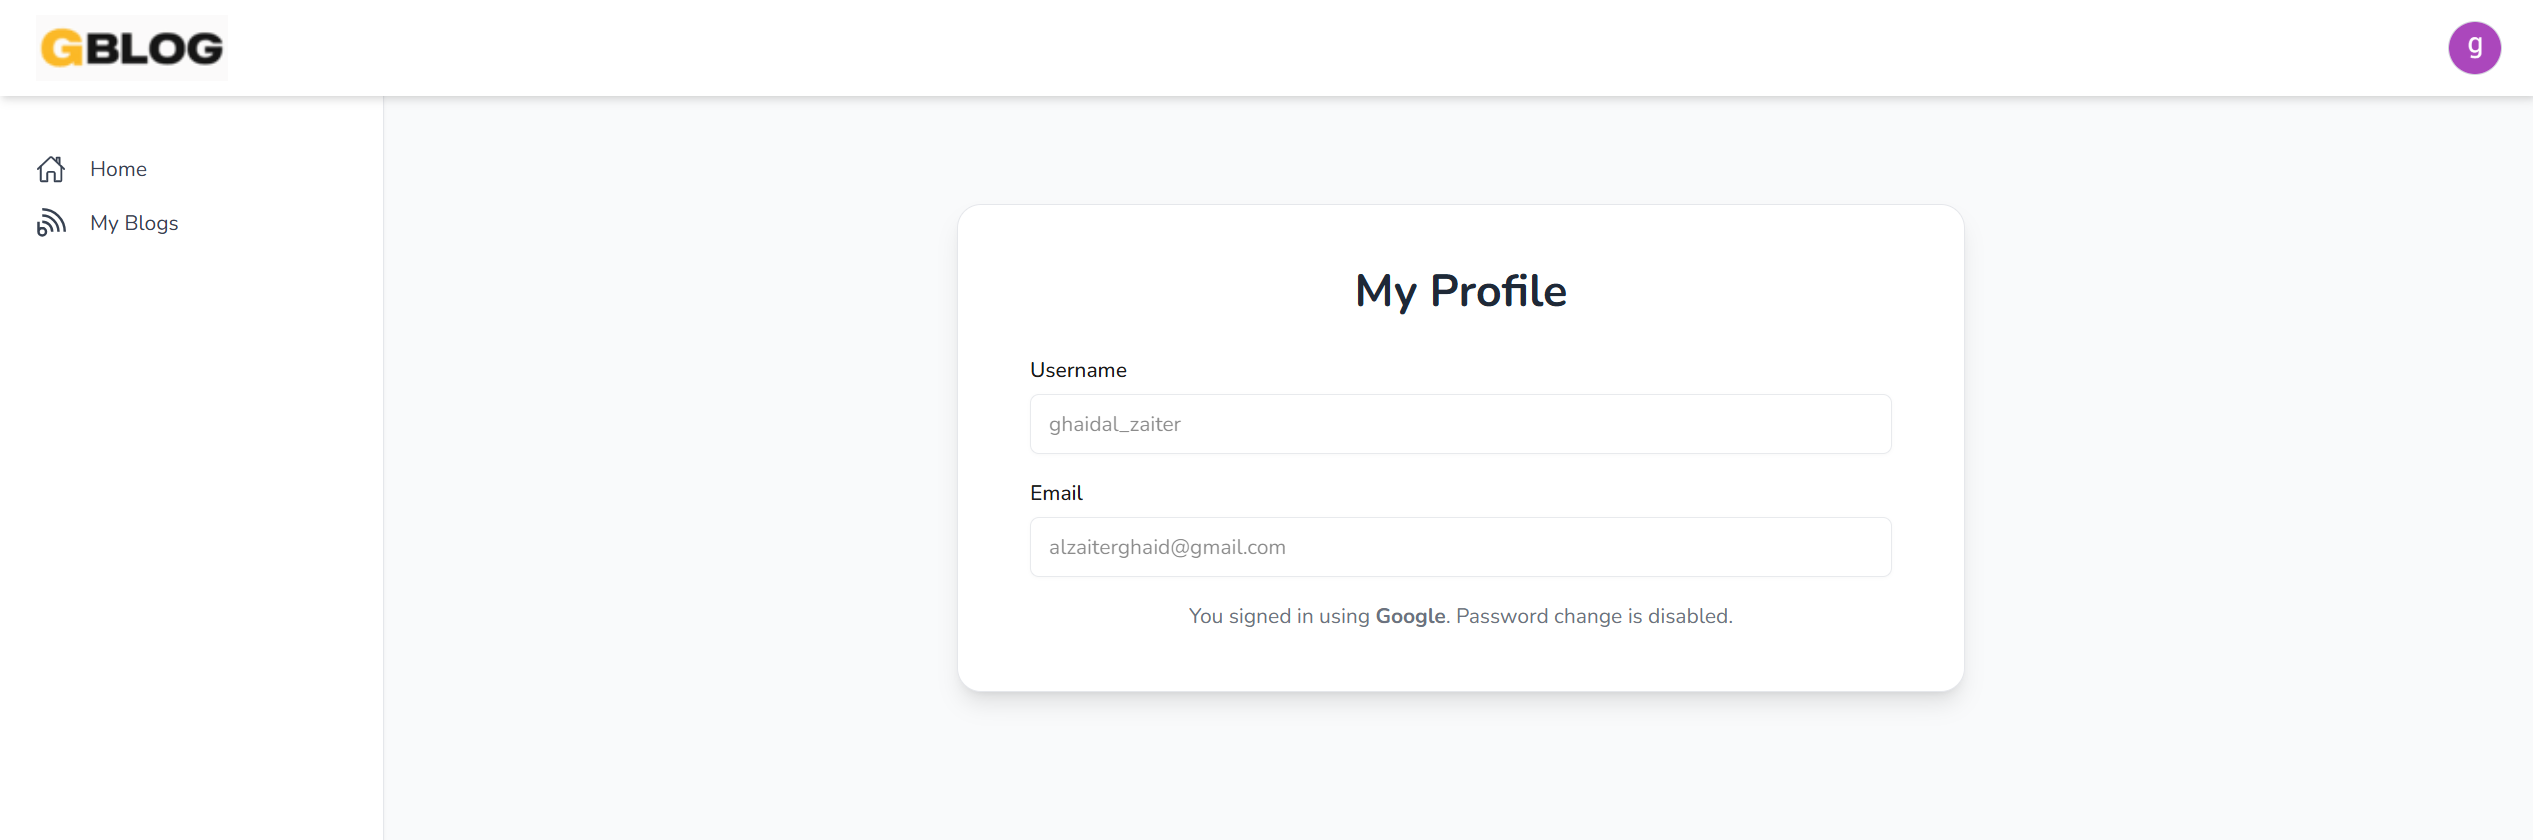 GBLOG
g
Home
My Blogs
My Profile
Username
ghaidal_zaiter
Email
alzaiterghaid@gmail.com
You signed in using Google. Password change is disabled.